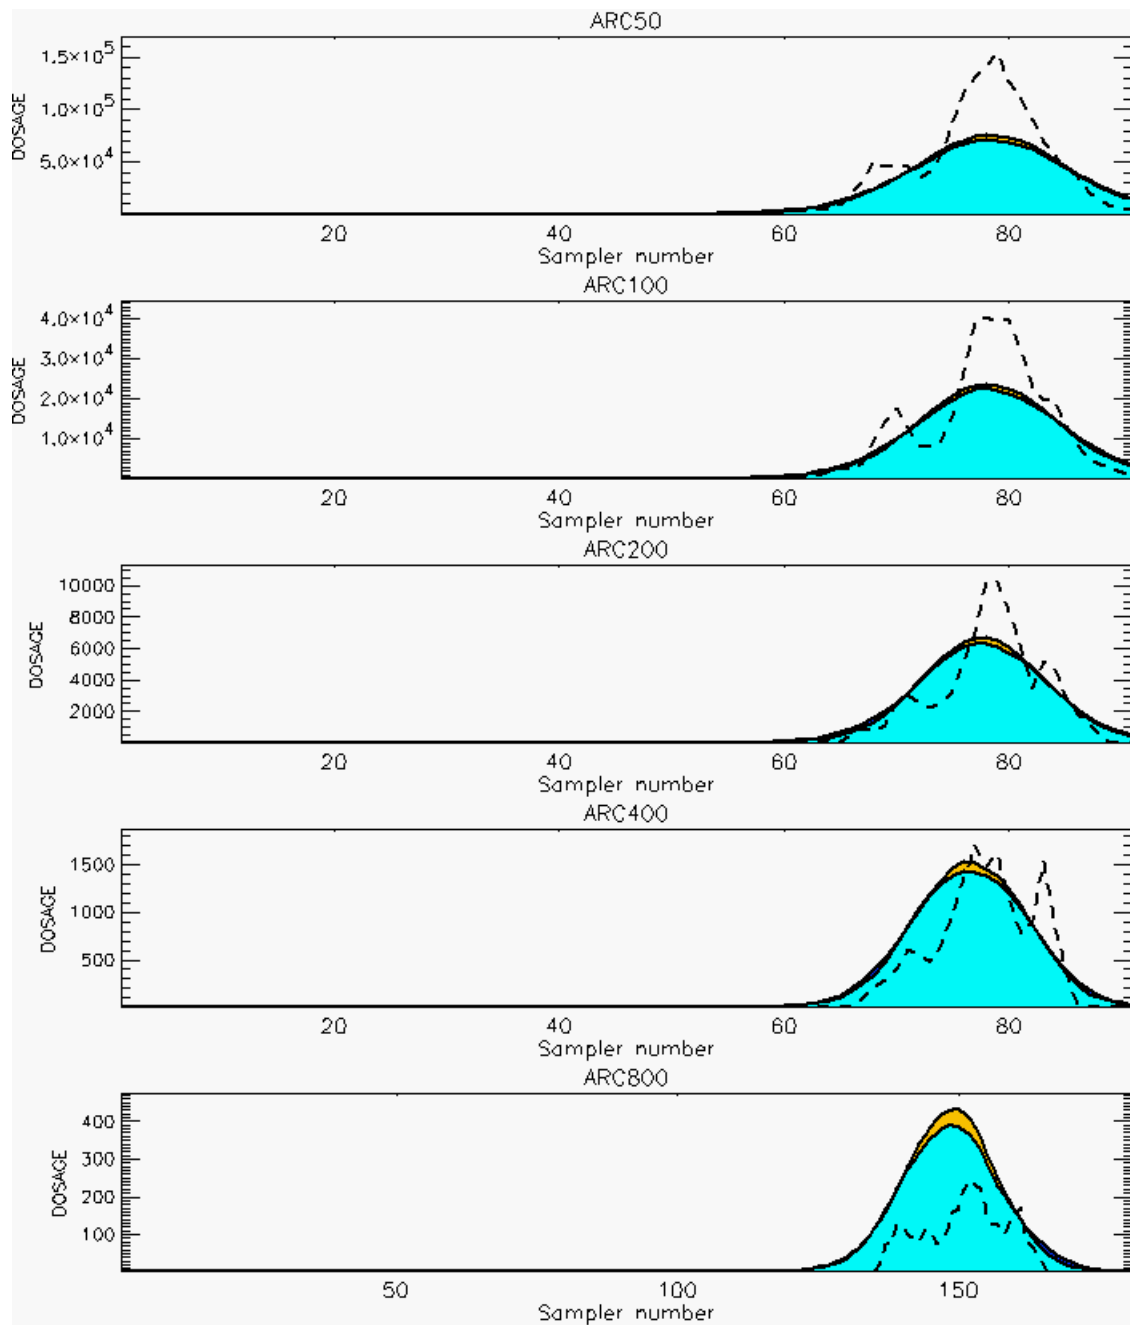 ARC50
1.5×10^5
1.0×10^5
5.0×10^4
DOSAGE
20 40 60 80
Sampler number
ARC100
4.0×10^4
3.0×10^4
2.0×10^4
1.0×10^4
DOSAGE
20 40 60 80
Sampler number
ARC200
10000
8000
6000
4000
2000
DOSAGE
20 40 60 80
Sampler number
ARC400
1500
1000
500
DOSAGE
20 40 60 80
Sampler number
ARC800
400
300
200
100
DOSAGE
50 100 150
Sampler number